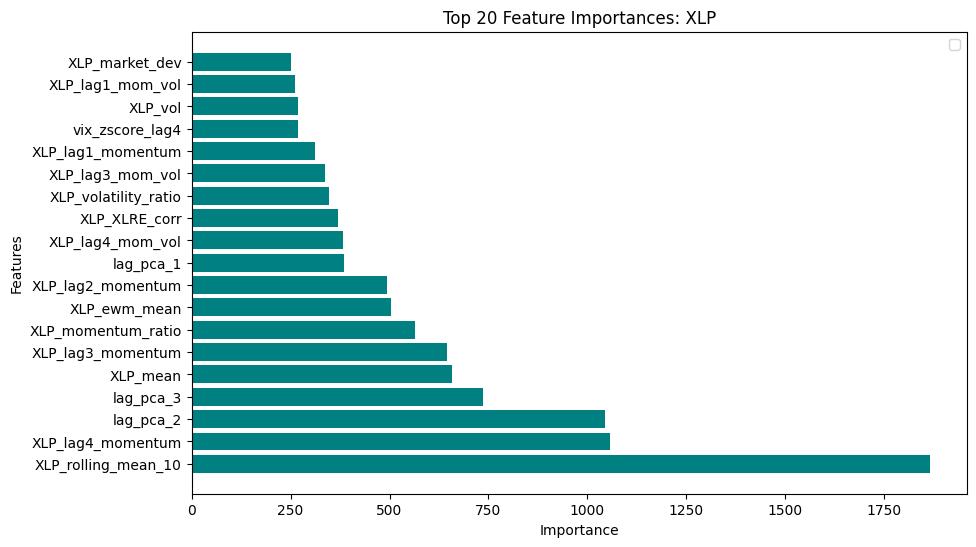 Top 20 Feature Importances: XLP
XLP_market_dev
XLP_lag1_mom_vol
XLP_vol
vix_zscore_lag4
XLP_lag1_momentum
XLP_lag3_mom_vol
XLP_volatility_ratio
XLP_XLRE_corr
XLP_lag4_mom_vol
lag_pca_1
XLP_lag2_momentum
XLP_ewm_mean
XLP_momentum_ratio
XLP_lag3_momentum
XLP_mean
lag_pca_3
lag_pca_2
XLP_lag4_momentum
XLP_rolling_mean_10
Features
0 250 500 750 1000 1250 1500 1750
Importance